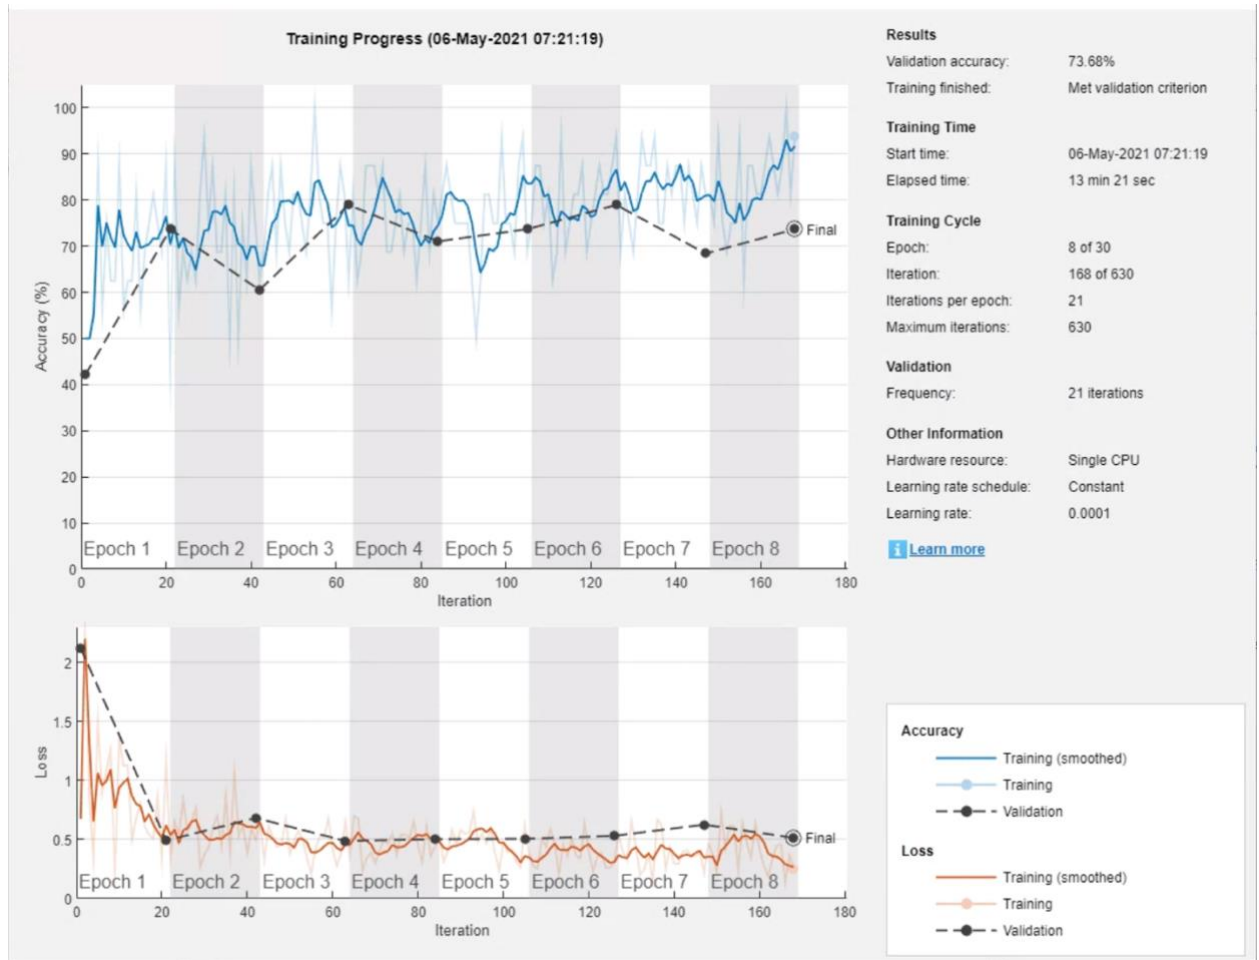 Training Progress (06-May-2021 07:21:19)
100
90
80
70
60
50
40
30
20
10
0
Accuracy (%)
Final
Epoch 1 Epoch 2 Epoch 3 Epoch 4 Epoch 5 Epoch 6 Epoch 7 Epoch 8
0 20 40 60 80 100 120 140 160 180
Iteration
2
1.5
1
0.5
0
Loss
Final
Epoch 1 Epoch 2 Epoch 3 Epoch 4 Epoch 5 Epoch 6 Epoch 7 Epoch 8
0 20 40 60 80 100 120 140 160 180
Iteration
Results
Validation accuracy: 73.68%
Training finished: Met validation criterion
Training Time
Start time: 06-May-2021 07:21:19
Elapsed time: 13 min 21 sec
Training Cycle
Epoch: 8 of 30
Iteration: 168 of 630
Iterations per epoch: 21
Maximum iterations: 630
Validation
Frequency: 21 iterations
Other Information
Hardware resource: Single CPU
Learning rate schedule: Constant
Learning rate: 0.0001
i Learn more
Accuracy
Training (smoothed)
Training
Validation
Loss
Training (smoothed)
Training
Validation